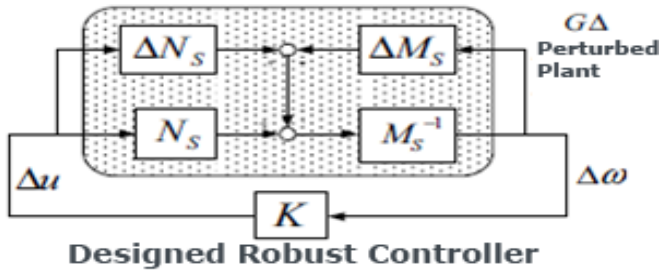 ΔN_S
ΔM_S
GΔ
Perturbed
Plant
N_S
M_S^{-1}
Δu
Δω
K
Designed Robust Controller